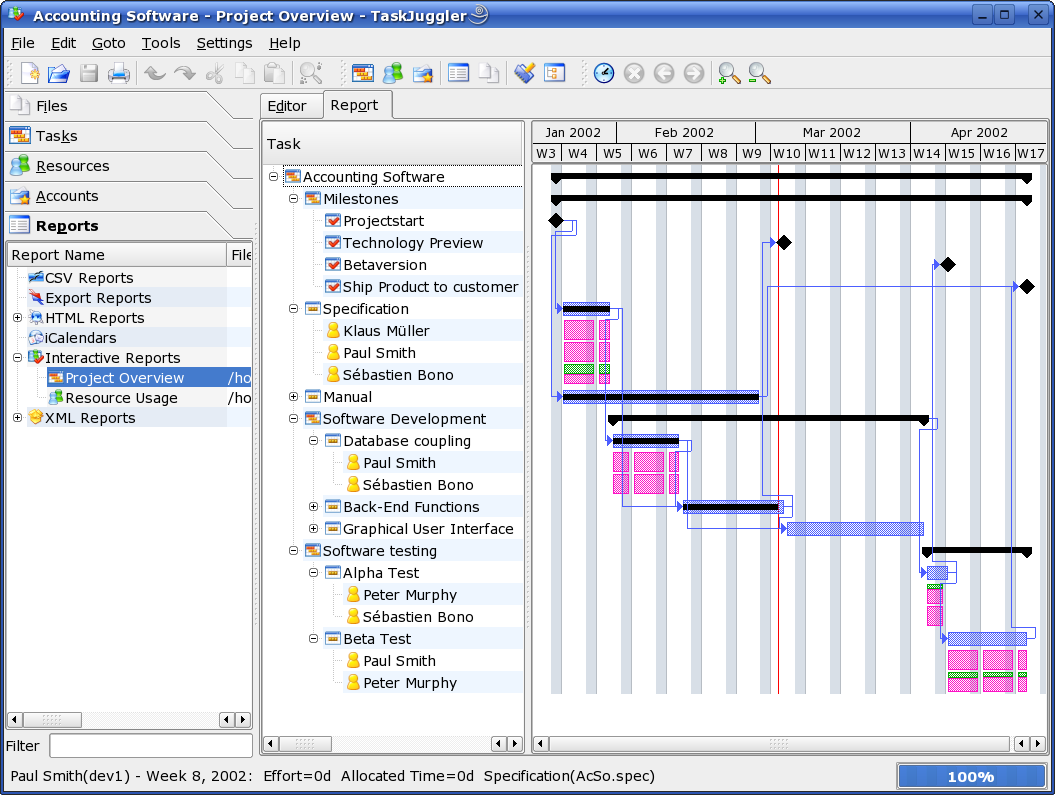 Accounting Software - Project Overview - TaskJuggler
File Edit Goto Tools Settings Help
Files
Tasks
Resources
Accounts
Reports
Report Name File
CSV Reports
Export Reports
HTML Reports
iCalendars
Interactive Reports
Project Overview /ho
Resource Usage /ho
XML Reports
Filter
Editor Report
Task
Accounting Software
Milestones
Projectstart
Technology Preview
Betaversion
Ship Product to customer
Specification
Klaus Müller
Paul Smith
Sébastien Bono
Manual
Software Development
Database coupling
Paul Smith
Sébastien Bono
Back-End Functions
Graphical User Interface
Software testing
Alpha Test
Peter Murphy
Sébastien Bono
Beta Test
Paul Smith
Peter Murphy
Jan 2002 Feb 2002 Mar 2002 Apr 2002
W3 W4 W5 W6 W7 W8 W9 W10 W11 W12 W13 W14 W15 W16 W17
Paul Smith(dev1) - Week 8, 2002: Effort=0d Allocated Time=0d Specification(AcSo.spec)
100%